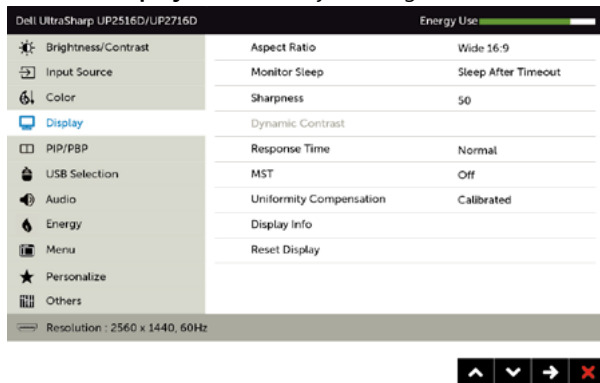 Dell UltraSharp UP2516D/UP2716D Energy Use
Brightness/Contrast Aspect Ratio Wide 16:9
Input Source Monitor Sleep Sleep After Timeout
Color Sharpness 50
Display Dynamic Contrast
PIP/PBP Response Time Normal
USB Selection MST Off
Audio Uniformity Compensation Calibrated
Energy Display Info
Menu Reset Display
Personalize
Others
Resolution : 2560 x 1440, 60Hz